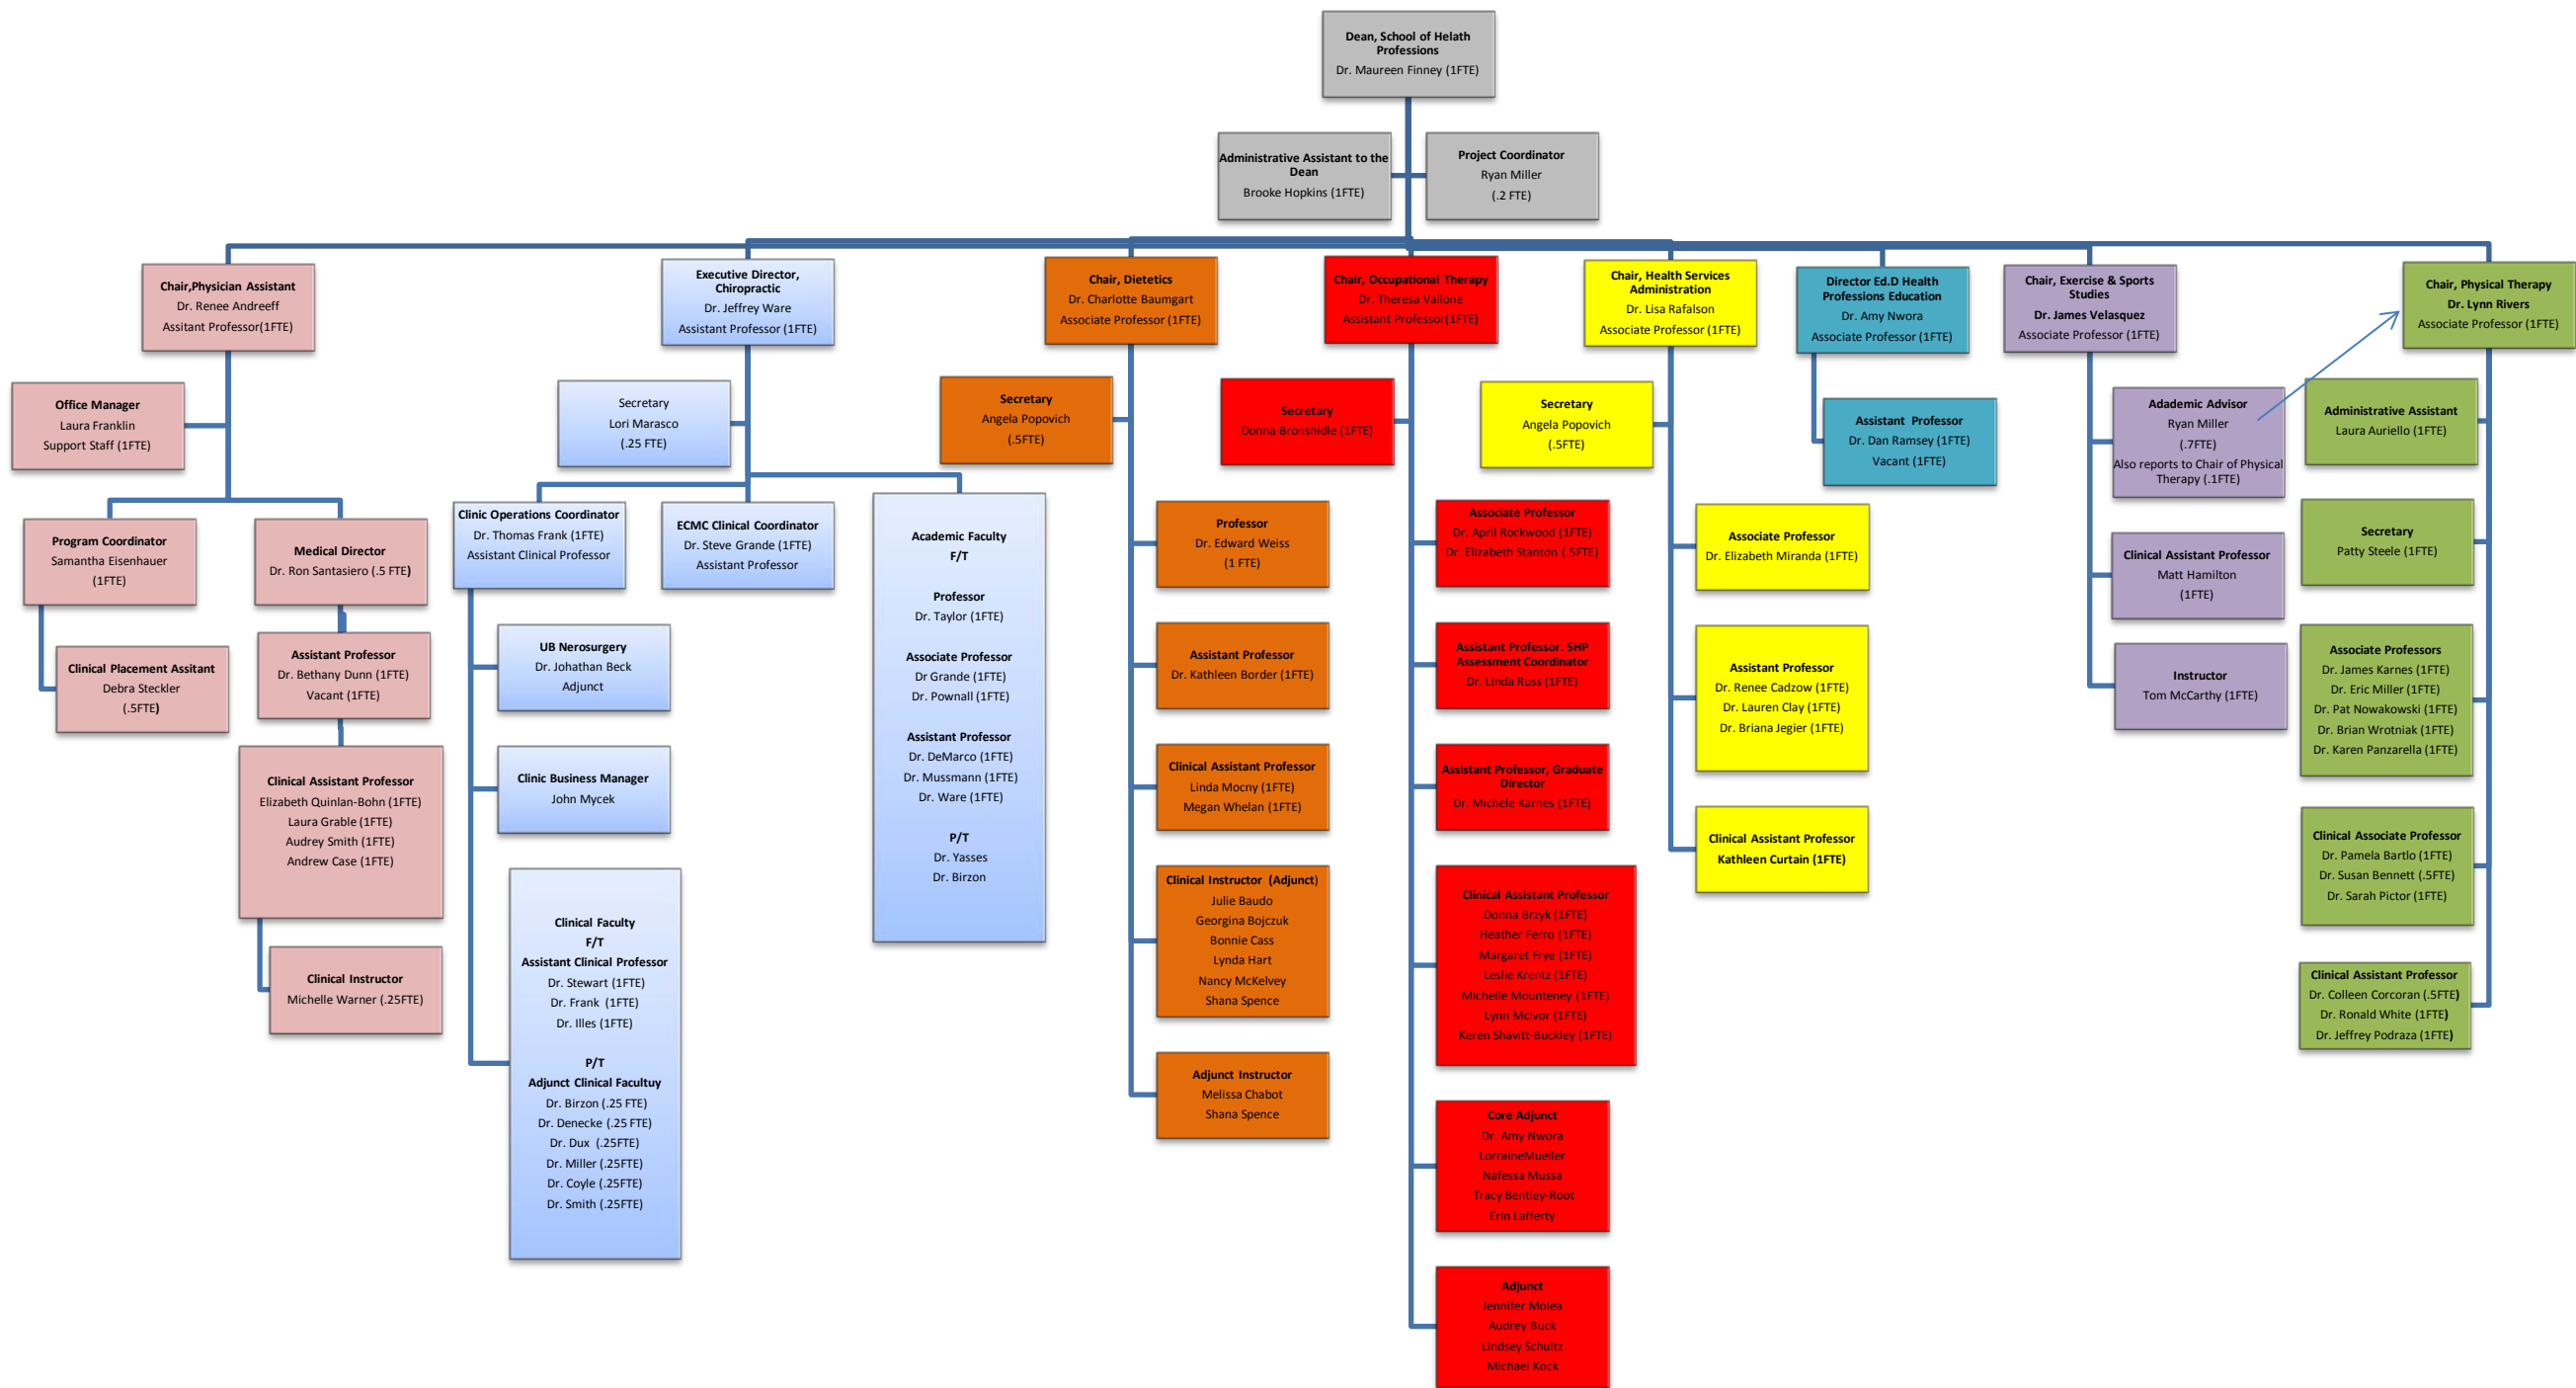 Dean, School of Helath
Professions
Dr. Maureen Finney (1FTE)
Administrative Assistant to the
Dean
Brooke Hopkins (1FTE)
Project Coordinator
Ryan Miller
(.2 FTE)
Chair,Physician Assistant
Dr. Renee Andreeff
Assitant Professor(1FTE)
Office Manager
Laura Franklin
Support Staff (1FTE)
Program Coordinator
Samantha Eisenhauer
(1FTE)
Clinical Placement Assitant
Debra Steckler
(.5FTE)
Medical Director
Dr. Ron Santasiero (.5 FTE)
Assistant Professor
Dr. Bethany Dunn (1FTE)
Vacant (1FTE)
Clinical Assistant Professor
Elizabeth Quinlan-Bohn (1FTE)
Laura Grable (1FTE)
Audrey Smith (1FTE)
Andrew Case (1FTE)
Clinical Instructor
Michelle Warner (.25FTE)
Executive Director,
Chiropractic
Dr. Jeffrey Ware
Assistant Professor (1FTE)
Secretary
Lori Marasco
(.25 FTE)
Clinic Operations Coordinator
Dr. Thomas Frank (1FTE)
Assistant Clinical Professor
UB Nerosurgery
Dr. Johathan Beck
Adjunct
Clinic Business Manager
John Mycek
Clinical Faculty
F/T
Assistant Clinical Professor
Dr. Stewart (1FTE)
Dr. Frank (1FTE)
Dr. Illes (1FTE)
P/T
Adjunct Clinical Facultuy
Dr. Birzon (.25 FTE)
Dr. Denecke (.25 FTE)
Dr. Dux (.25FTE)
Dr. Miller (.25FTE)
Dr. Coyle (.25FTE)
Dr. Smith (.25FTE)
ECMC Clinical Coordinator
Dr. Steve Grande (1FTE)
Assistant Professor
Academic Faculty
F/T
Professor
Dr. Taylor (1FTE)
Associate Professor
Dr Grande (1FTE)
Dr. Pownall (1FTE)
Assistant Professor
Dr. DeMarco (1FTE)
Dr. Mussmann (1FTE)
Dr. Ware (1FTE)
P/T
Dr. Yasses
Dr. Birzon
Chair, Dietetics
Dr. Charlotte Baumgart
Associate Professor (1FTE)
Secretary
Angela Popovich
(.5FTE)
Professor
Dr. Edward Weiss
(1 FTE)
Assistant Professor
Dr. Kathleen Border (1FTE)
Clinical Assistant Professor
Linda Mocny (1FTE)
Megan Whelan (1FTE)
Clinical Instructor (Adjunct)
Julie Baudo
Georgina Bojczuk
Bonnie Cass
Lynda Hart
Nancy McKelvey
Shana Spence
Adjunct Instructor
Melissa Chabot
Shana Spence
Chair, Occupational Therapy
Dr. Theresa Vallone
Assistant Professor(1FTE)
Secretary
Donna Bronshidle (1FTE)
Associate Professor
Dr. April Rockwood (1FTE)
Dr. Elizabeth Stanton (.5FTE)
Assistant Professor. SHP
Assessment Coordinator
Dr. Linda Russ (1FTE)
Assistant Professor, Graduate
Director
Dr. Michele Karnes (1FTE)
Clinical Assistant Professor
Donna Brzyk (1FTE)
Heather Ferro (1FTE)
Margaret Frye (1FTE)
Leslie Krentz (1FTE)
Michelle Mounteney (1FTE)
Lynn McIvor (1FTE)
Keren Shavitt-Buckley (1FTE)
Core Adjunct
Dr. Amy Nwora
LorraineMueller
Nafessa Mussa
Tracy Bentley-Root
Erin Lafferty
Adjunct
Jennifer Molea
Audrey Buck
Lindsey Schultz
Michael Kock
Chair, Health Services
Administration
Dr. Lisa Rafalson
Associate Professor (1FTE)
Secretary
Angela Popovich
(.5FTE)
Associate Professor
Dr. Elizabeth Miranda (1FTE)
Assistant Professor
Dr. Renee Cadzow (1FTE)
Dr. Lauren Clay (1FTE)
Dr. Briana Jegier (1FTE)
Clinical Assistant Professor
Kathleen Curtain (1FTE)
Director Ed.D Health
Professions Education
Dr. Amy Nwora
Associate Professor (1FTE)
Assistant Professor
Dr. Dan Ramsey (1FTE)
Vacant (1FTE)
Chair, Exercise & Sports
Studies
Dr. James Velasquez
Associate Professor (1FTE)
Adademic Advisor
Ryan Miller
(.7FTE)
Also reports to Chair of Physical
Therapy (.1FTE)
Clinical Assistant Professor
Matt Hamilton
(1FTE)
Instructor
Tom McCarthy (1FTE)
Chair, Physical Therapy
Dr. Lynn Rivers
Associate Professor (1FTE)
Administrative Assistant
Laura Auriello (1FTE)
Secretary
Patty Steele (1FTE)
Associate Professors
Dr. James Karnes (1FTE)
Dr. Eric Miller (1FTE)
Dr. Pat Nowakowski (1FTE)
Dr. Brian Wrotniak (1FTE)
Dr. Karen Panzarella (1FTE)
Clinical Associate Professor
Dr. Pamela Bartlo (1FTE)
Dr. Susan Bennett (.5FTE)
Dr. Sarah Pictor (1FTE)
Clinical Assistant Professor
Dr. Colleen Corcoran (.5FTE)
Dr. Ronald White (1FTE)
Dr. Jeffrey Podraza (1FTE)